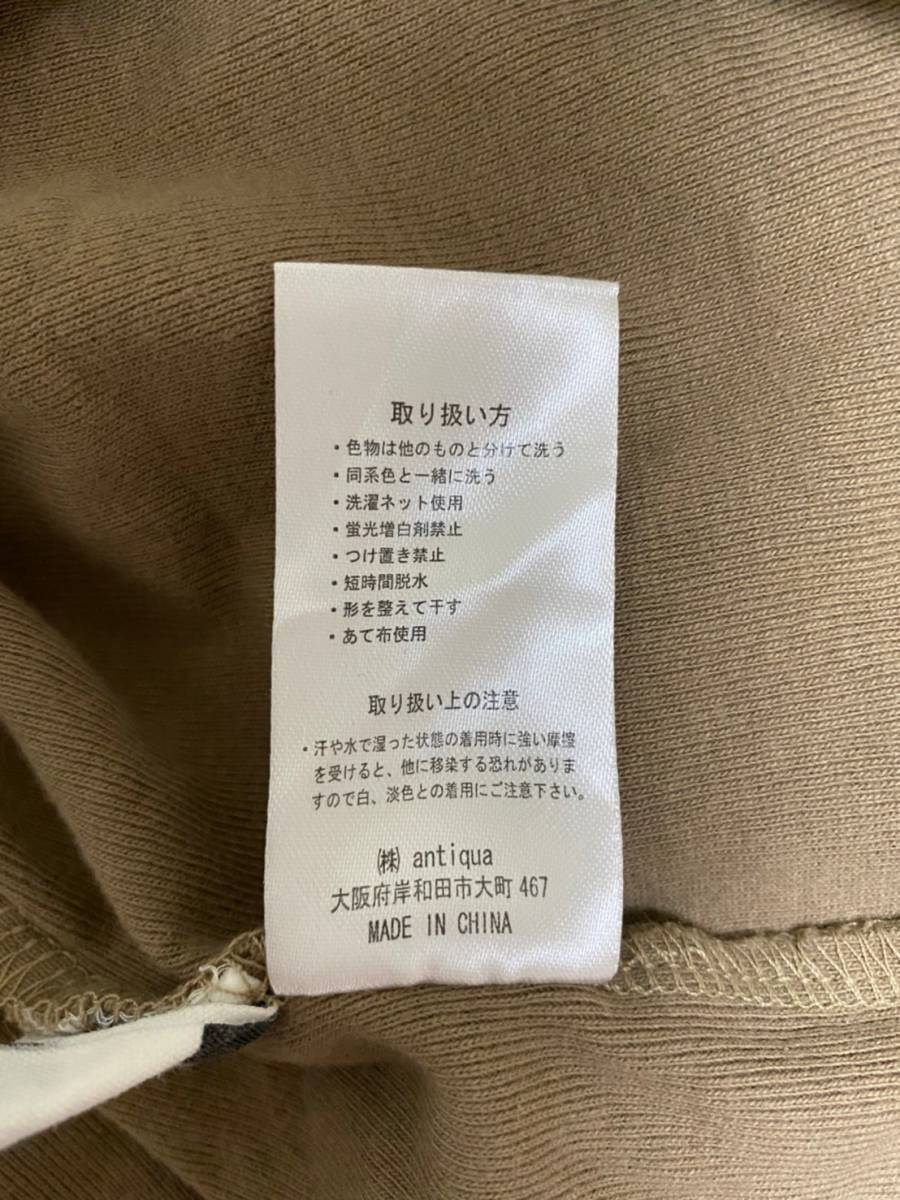 取り扱い方
・色物は他のものと分けて洗う
・同系色と一緒に洗う
・洗濯ネット使用
・蛍光増白剤禁止
・つけ置き禁止
・短時間脱水
・形を整えて干す
・あて布使用
取り扱い上の注意
・汗や水で湿った状態の着用時に強い摩擦
を受けると、他に移染する恐れがありま
すので白、淡色との着用にご注意下さい。
㈱ antiqua
大阪府岸和田市大町467
MADE IN CHINA